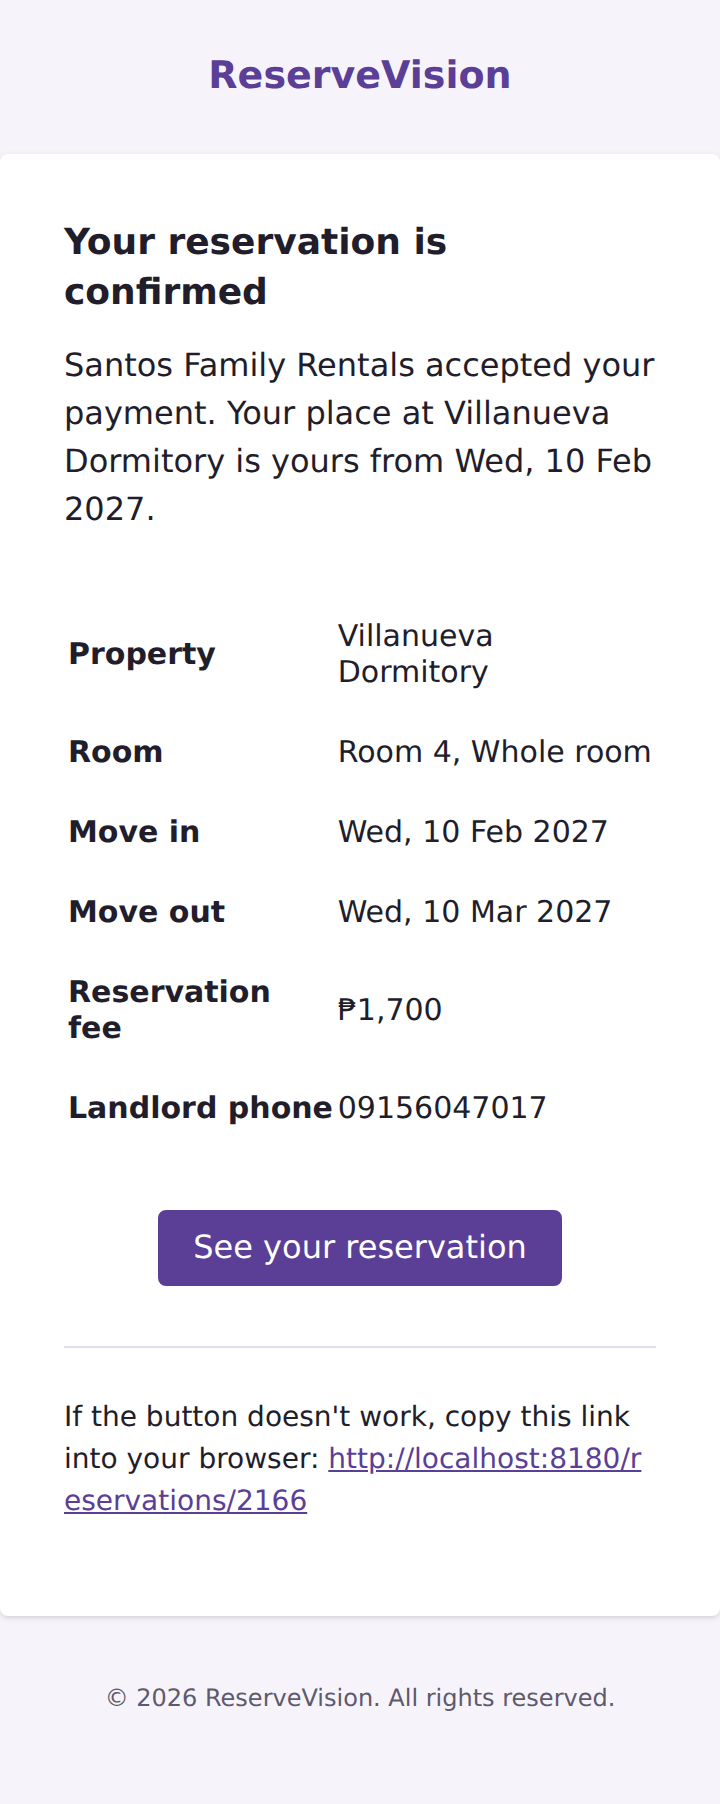 ReserveVision
Your reservation is
confirmed
Santos Family Rentals accepted your
payment. Your place at Villanueva
Dormitory is yours from Wed, 10 Feb
2027.
Property
Villanueva
Dormitory
Room
Room 4, Whole room
Move in
Wed, 10 Feb 2027
Move out
Wed, 10 Mar 2027
Reservation
fee
₱1,700
Landlord phone
09156047017
See your reservation
If the button doesn't work, copy this link
into your browser: http://localhost:8180/r
eservations/2166
© 2026 ReserveVision. All rights reserved.